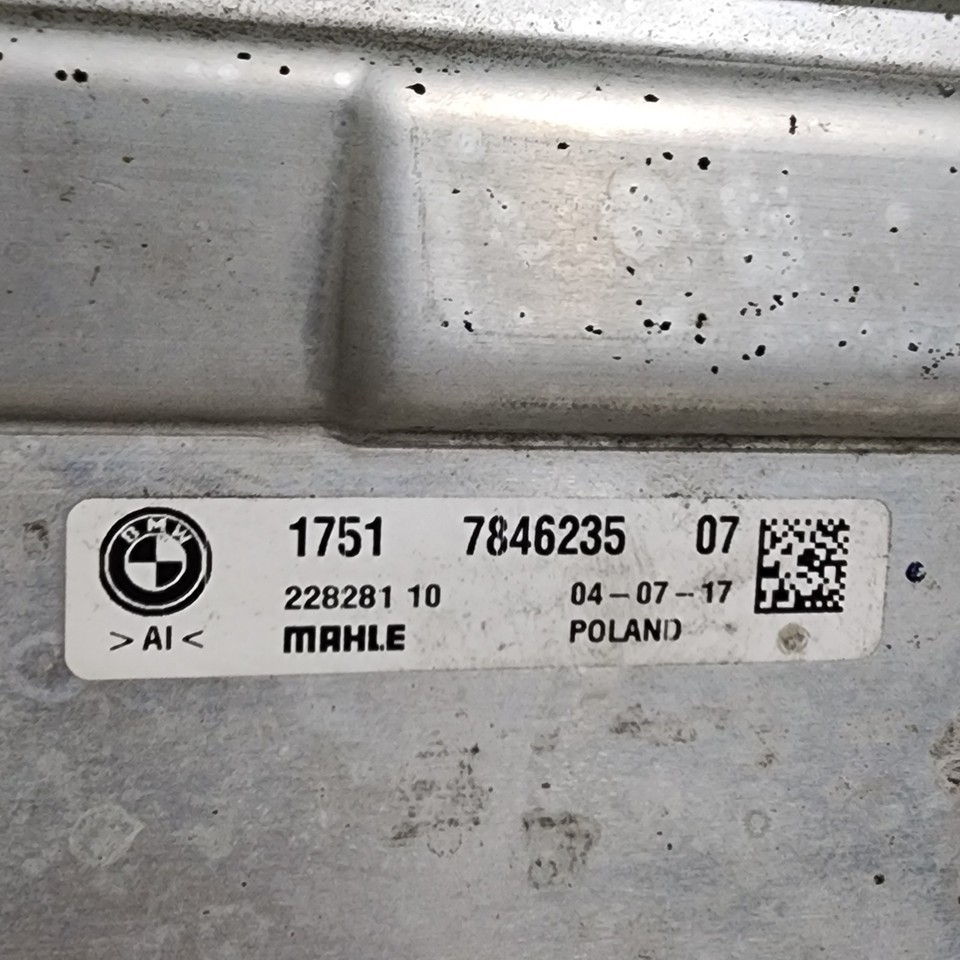 BMW
1751 7846235 07
228281 10 04-07-17
>AI< MAHLE POLAND